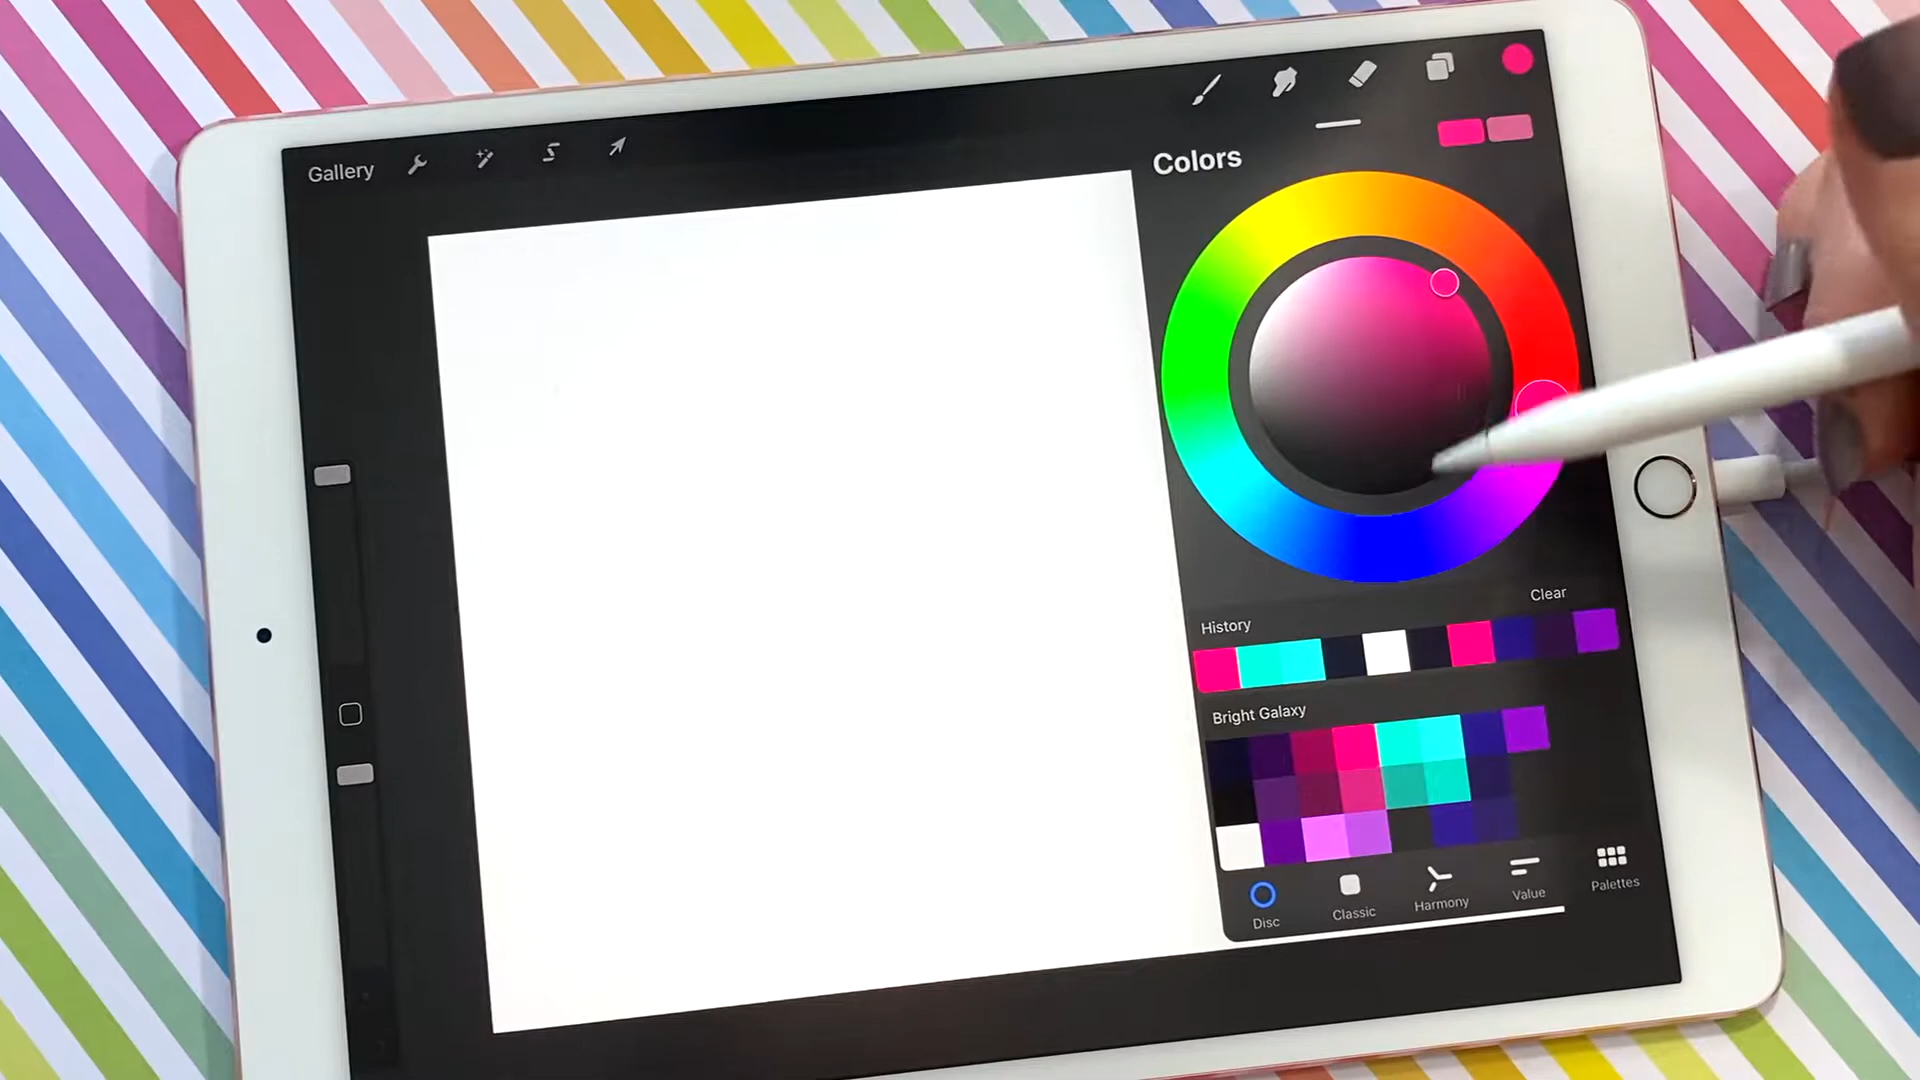 Gallery
Colors
Clear
History
Bright Galaxy
Disc
Classic
Harmony
Value
Palettes